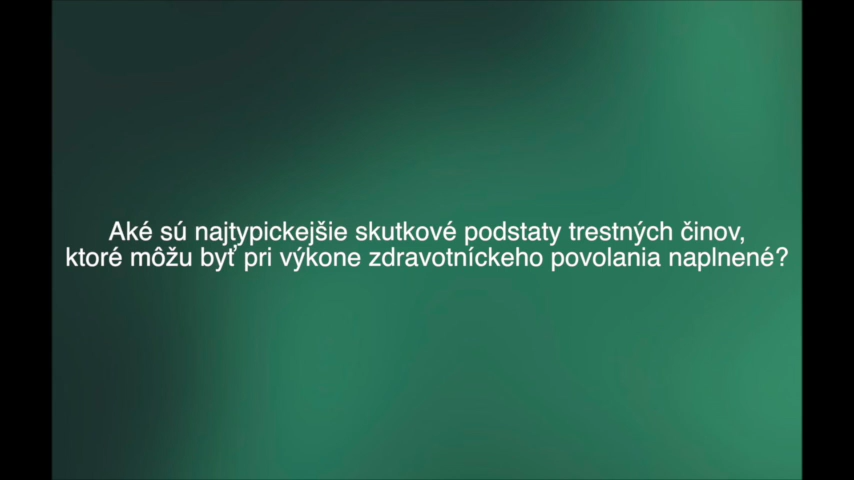 Aké sú najtypickejšie skutkové podstaty trestných činov,
ktoré môžu byť pri výkone zdravotníckeho povolania naplnené?